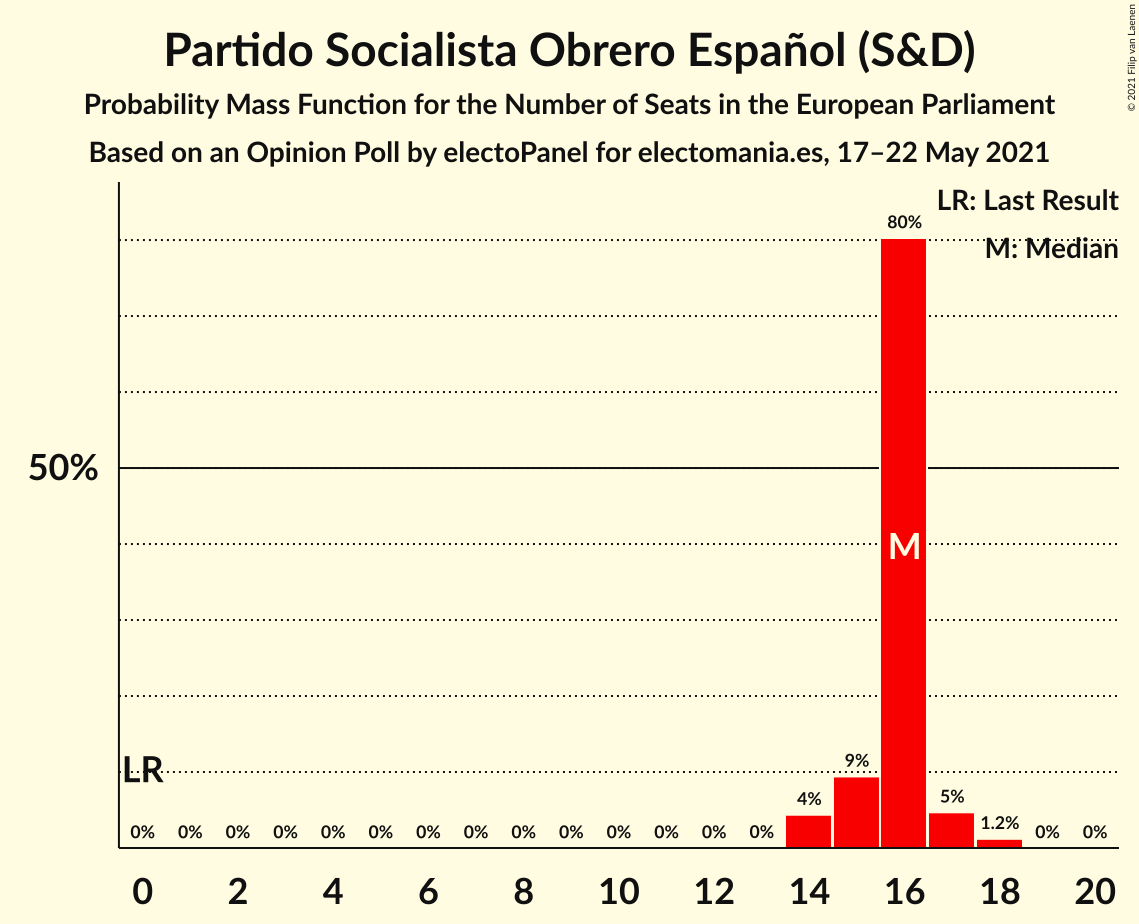 Partido Socialista Obrero Español (S&D)
Probability Mass Function for the Number of Seats in the European Parliament
Based on an Opinion Poll by electoPanel for electomania.es, 17–22 May 2021
© 2021 Filip van Laenen
LR: Last Result
M: Median
80%
50%
M
LR
9%
4%
5%
1.2%
0% 0% 0% 0% 0% 0% 0% 0% 0% 0% 0% 0% 0% 0% 0% 0%
0 2 4 6 8 10 12 14 16 18 20